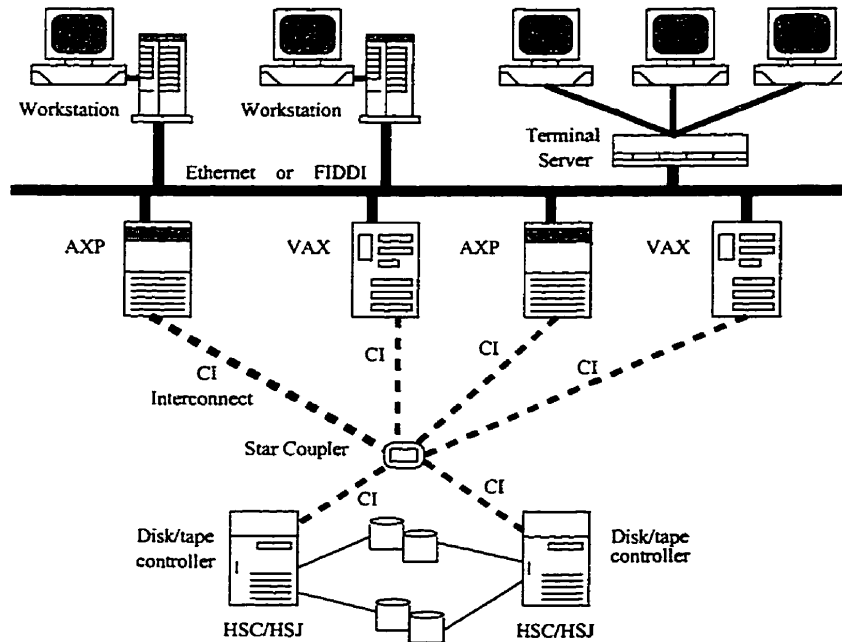 Workstation
Workstation
Terminal
Server
Ethernet or FIDDI
AXP
VAX
AXP
VAX
CI
Interconnect
CI
CI
CI
Star Coupler
CI
CI
Disk/tape
controller
Disk/tape
controller
HSC/HSJ
HSC/HSJ